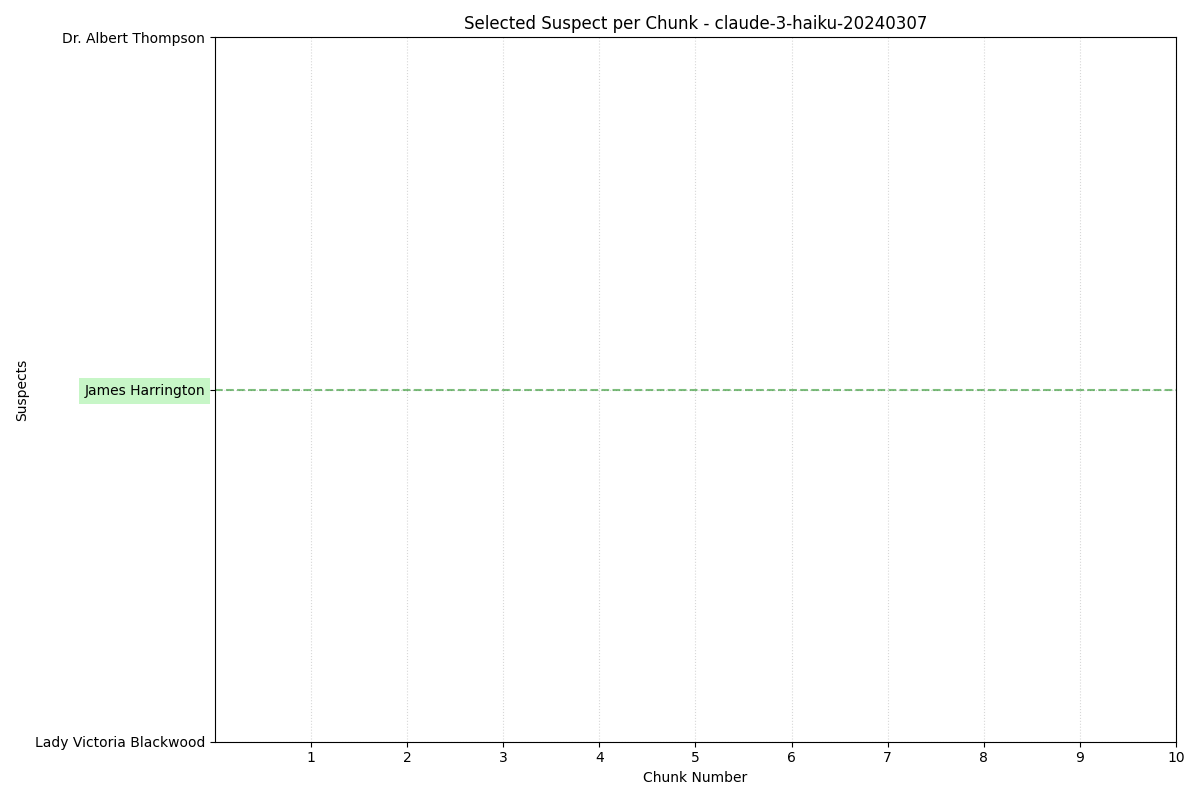 Selected Suspect per Chunk - claude-3-haiku-20240307
Dr. Albert Thompson
James Harrington
Lady Victoria Blackwood
Suspects
1 2 3 4 5 6 7 8 9 10
Chunk Number